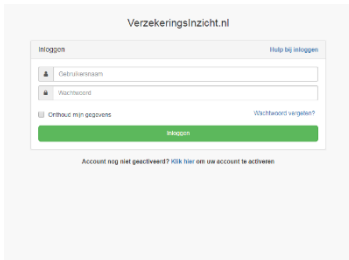 VerzekeringsInzicht.nl
Inloggen Hulp bij inloggen
Gebruikersnaam
Wachtwoord
Onthoud mijn gegevens Wachtwoord vergeten?
Inloggen
Account nog niet geactiveerd? Klik hier om uw account te activeren